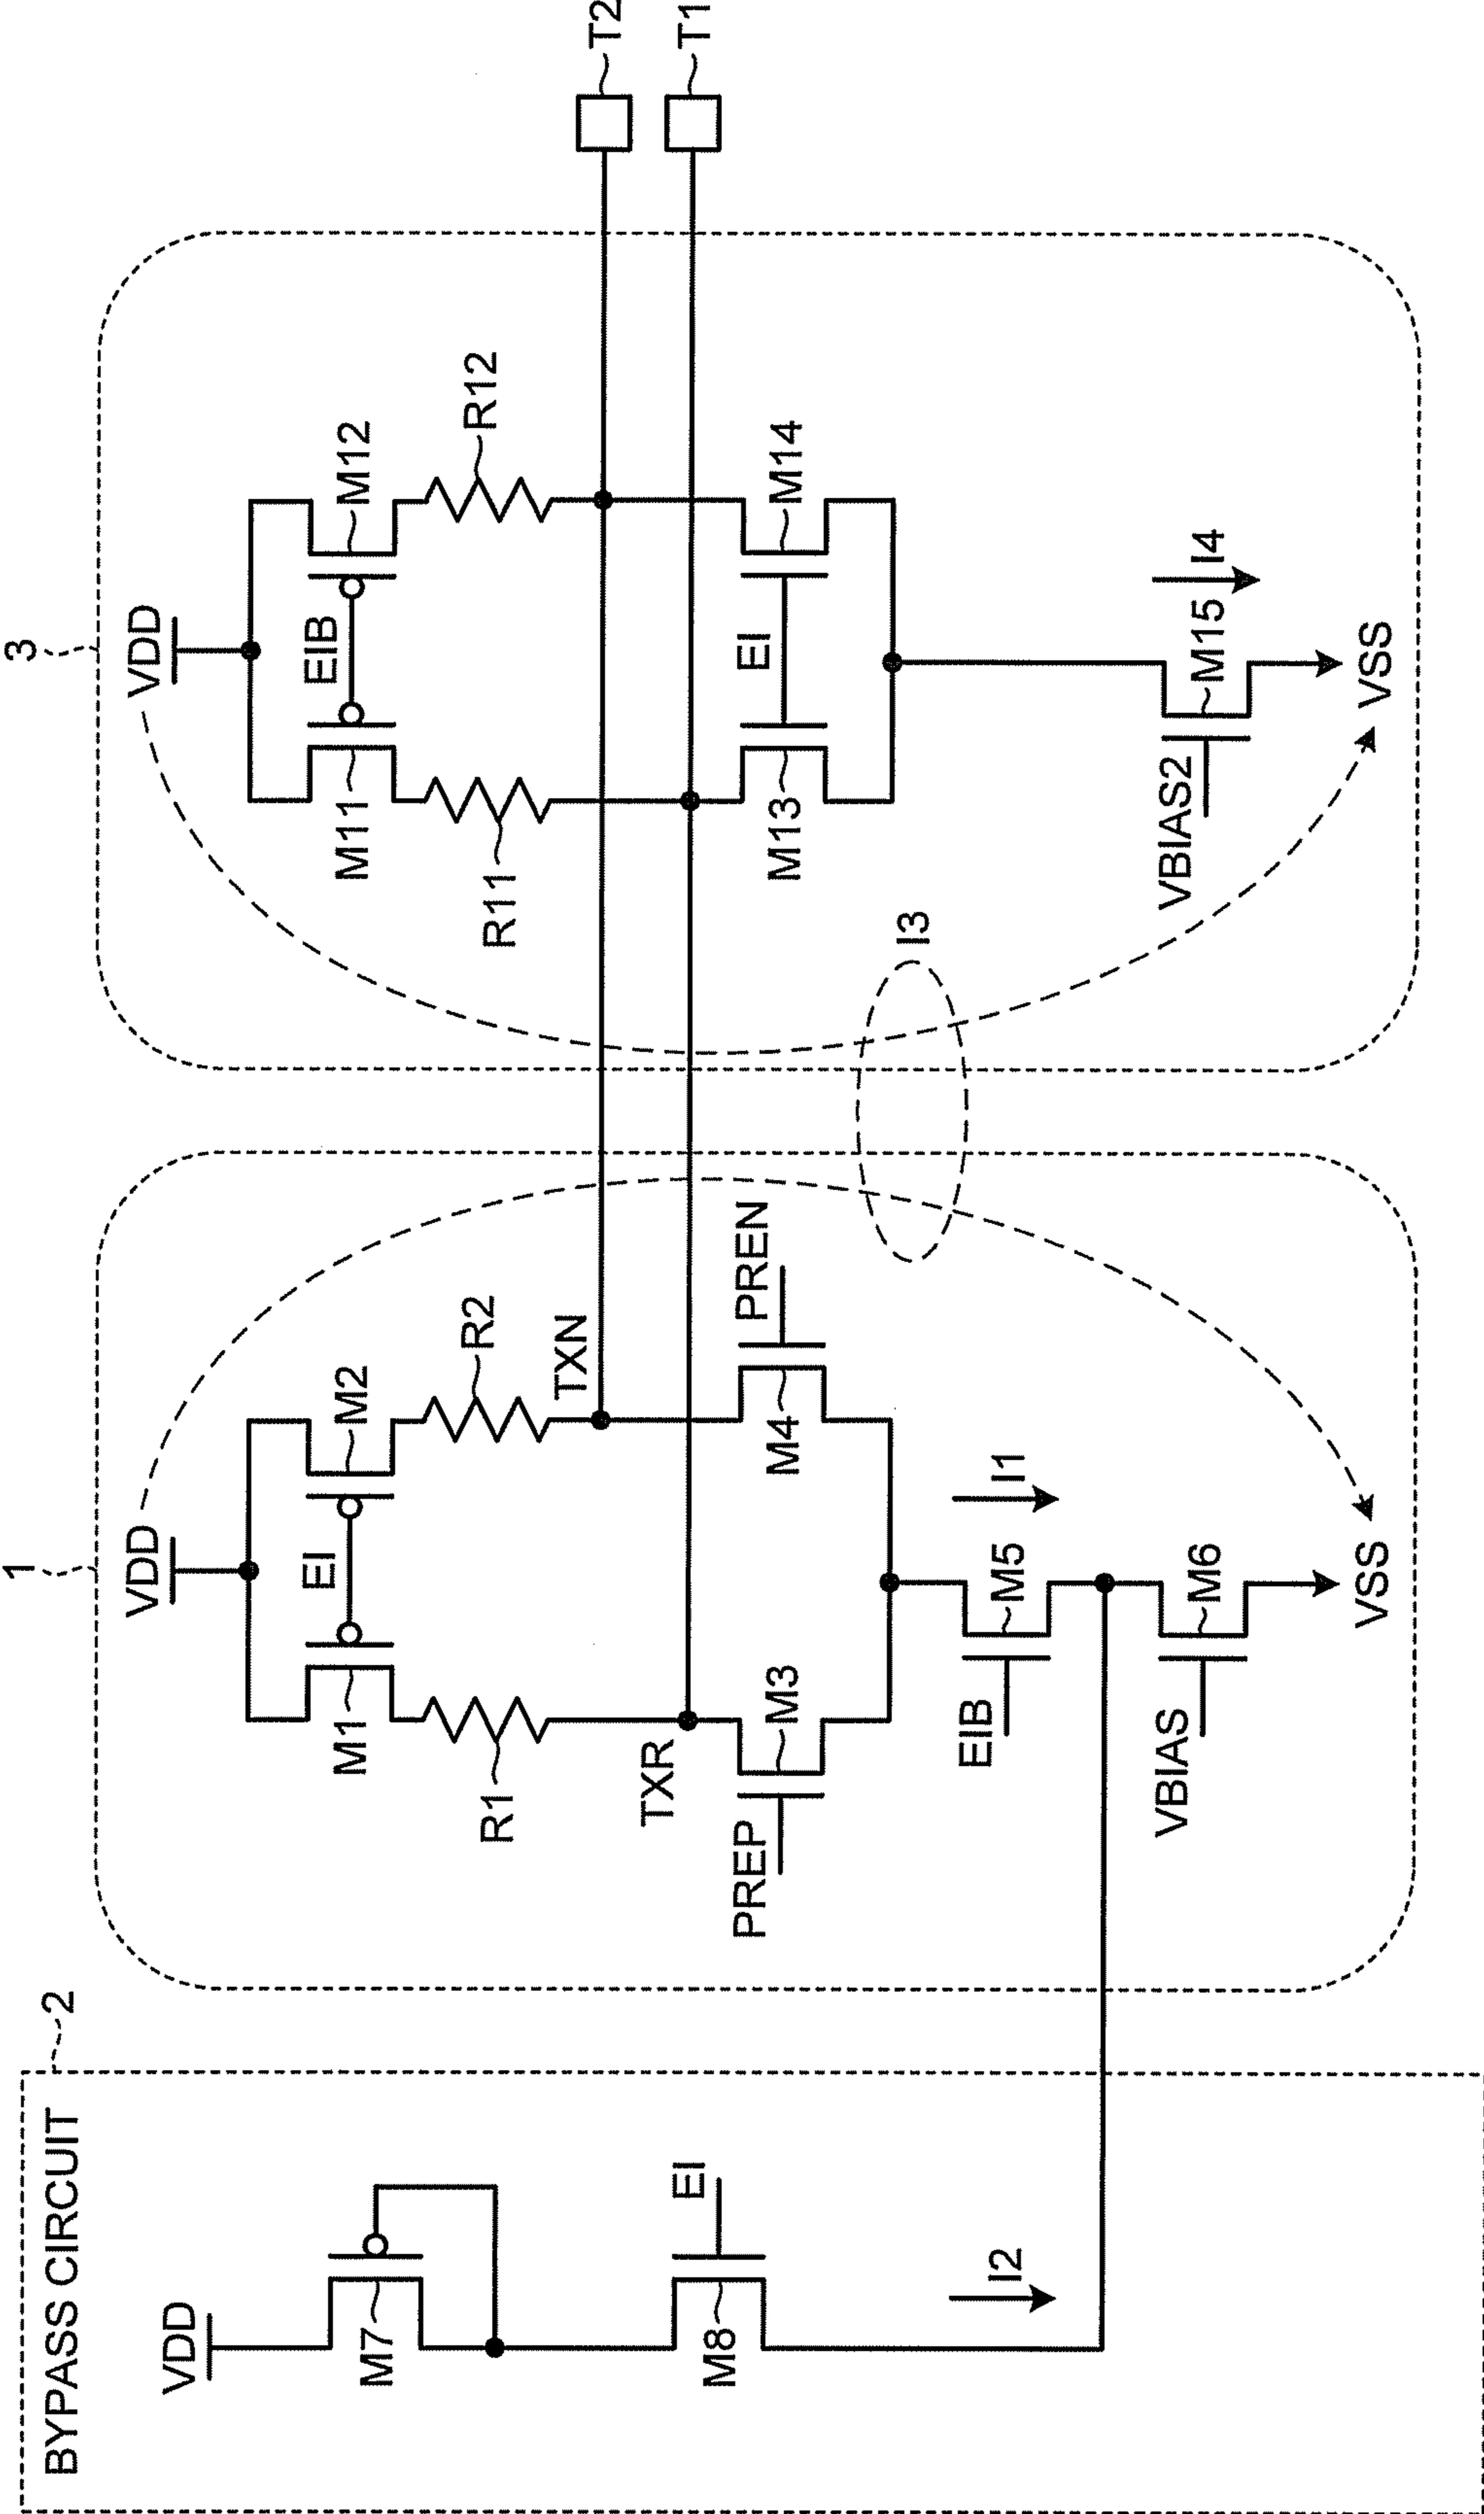 BYPASS CIRCUIT
2
VDD
M7
M8
EI
I2
1
VDD
EI
M1
M2
R1
R2
TXR
TXN
PREP
M3
M4
PREN
EIB
M5
I1
VBIAS
M6
VSS
I3
3
VDD
EIB
M11
M12
R11
R12
EI
M13
M14
VBIAS2
M15
I4
VSS
T2
T1